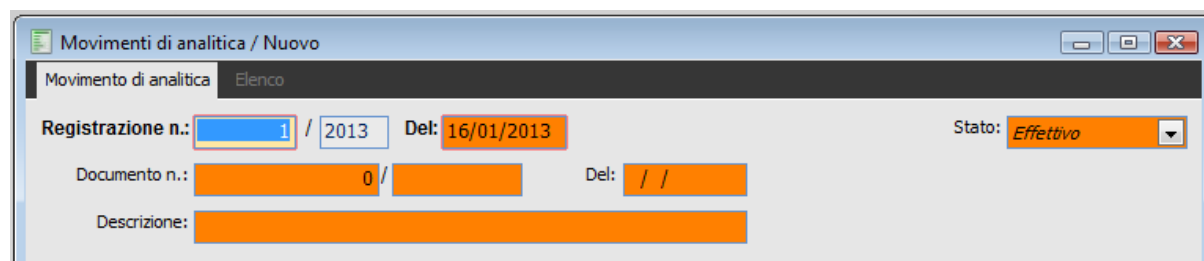 Movimenti di analitica / Nuovo
Movimento di analitica Elenco
Registrazione n.: 1 / 2013 Del: 16/01/2013 Stato: Effettivo
Documento n.: 0 / Del: / /
Descrizione: